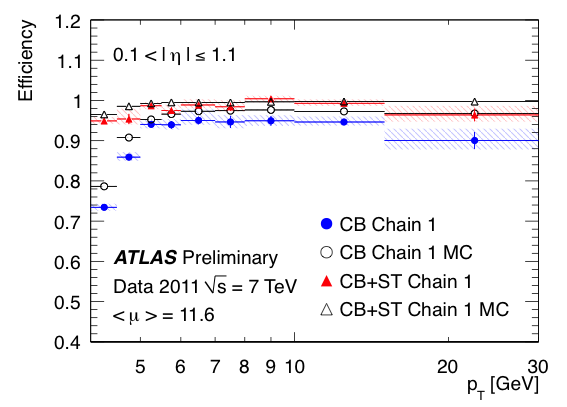 Efficiency
1.2
1.1
1
0.9
0.8
0.7
0.6
0.5
0.4
0.1 < | η | ≤ 1.1
CB Chain 1
CB Chain 1 MC
CB+ST Chain 1
CB+ST Chain 1 MC
ATLAS Preliminary
Data 2011 √s = 7 TeV
< μ > = 11.6
5 6 7 8 9 10 20 30
p_T [GeV]